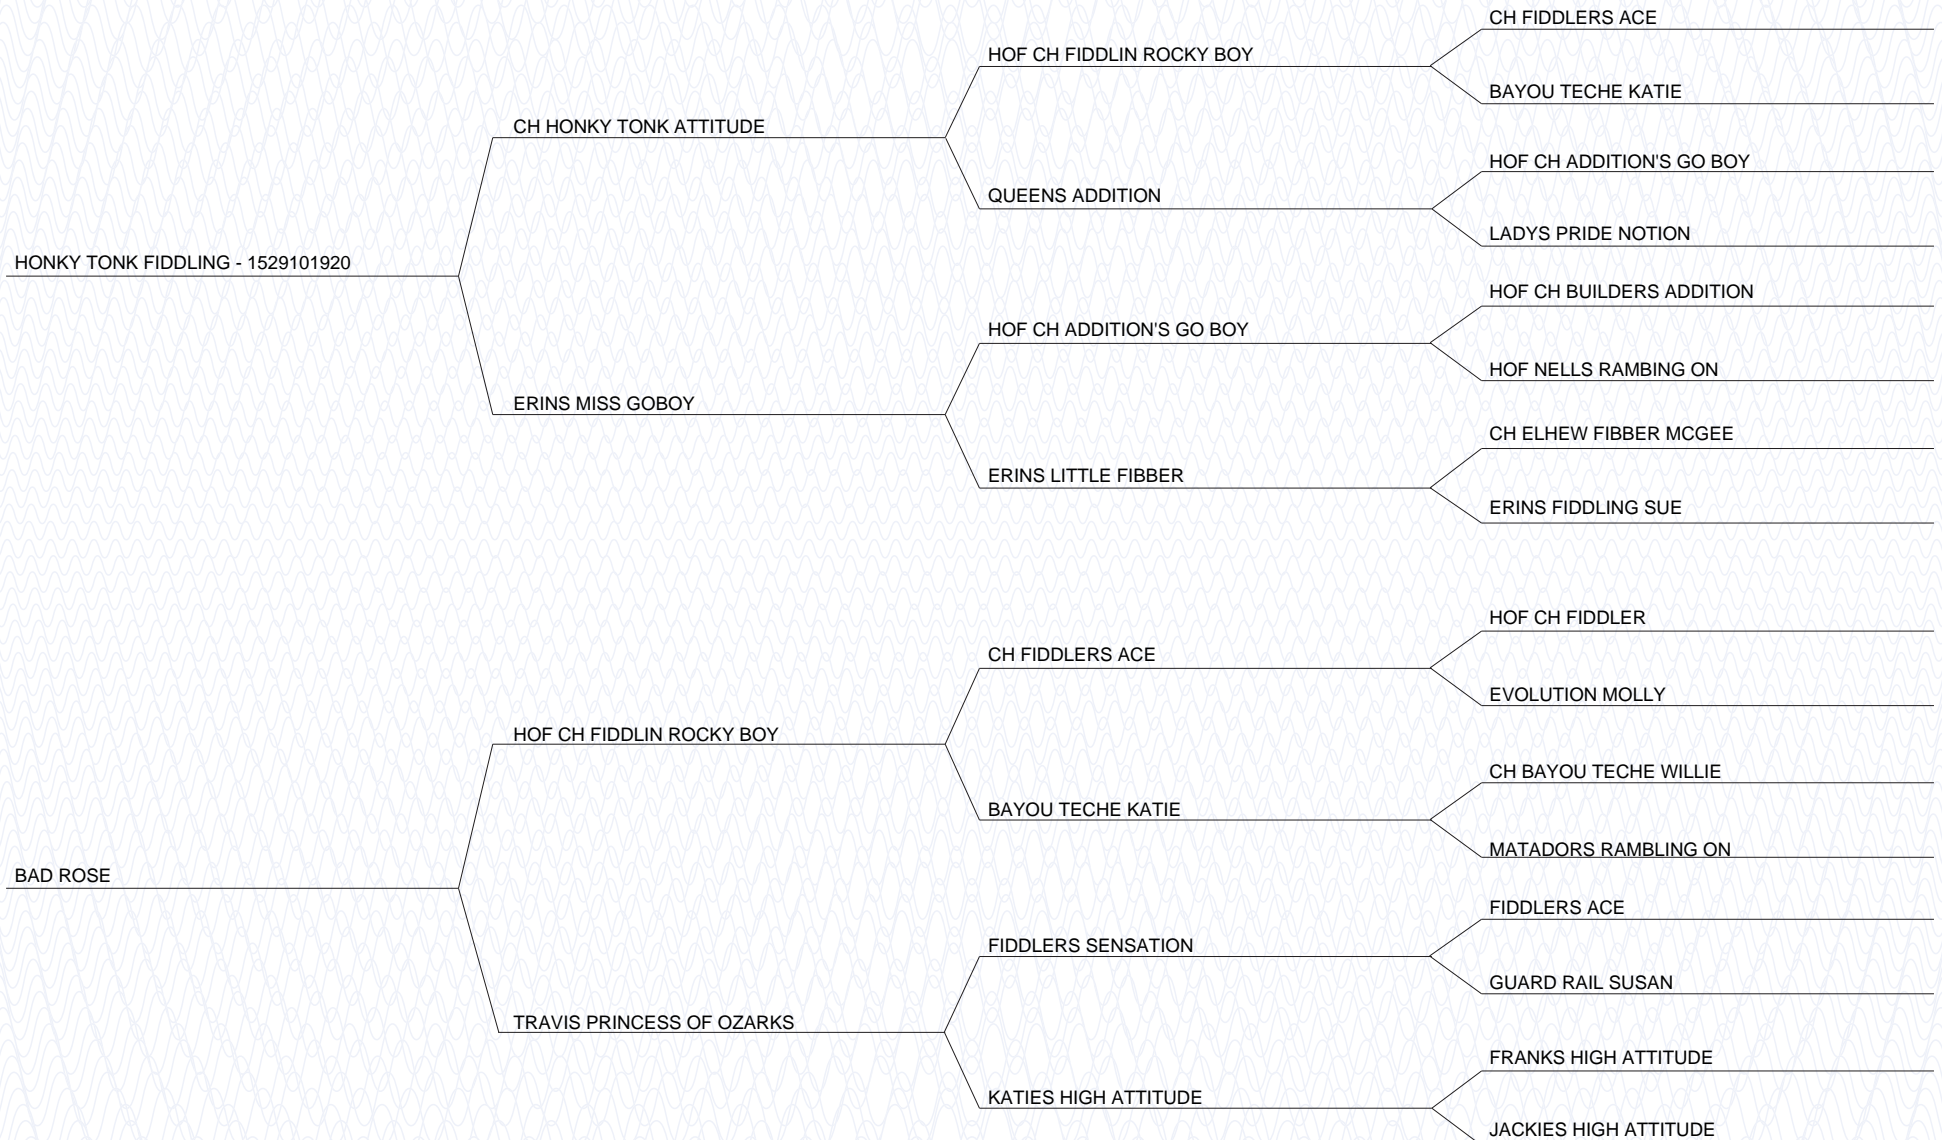 CH FIDDLERS ACE
HOF CH FIDDLIN ROCKY BOY
BAYOU TECHE KATIE
CH HONKY TONK ATTITUDE
HOF CH ADDITION'S GO BOY
QUEENS ADDITION
LADYS PRIDE NOTION
HONKY TONK FIDDLING - 1529101920
HOF CH BUILDERS ADDITION
HOF CH ADDITION'S GO BOY
HOF NELLS RAMBING ON
ERINS MISS GOBOY
CH ELHEW FIBBER MCGEE
ERINS LITTLE FIBBER
ERINS FIDDLING SUE
HOF CH FIDDLER
CH FIDDLERS ACE
EVOLUTION MOLLY
HOF CH FIDDLIN ROCKY BOY
CH BAYOU TECHE WILLIE
BAYOU TECHE KATIE
MATADORS RAMBLING ON
BAD ROSE
FIDDLERS ACE
FIDDLERS SENSATION
GUARD RAIL SUSAN
TRAVIS PRINCESS OF OZARKS
FRANKS HIGH ATTITUDE
KATIES HIGH ATTITUDE
JACKIES HIGH ATTITUDE